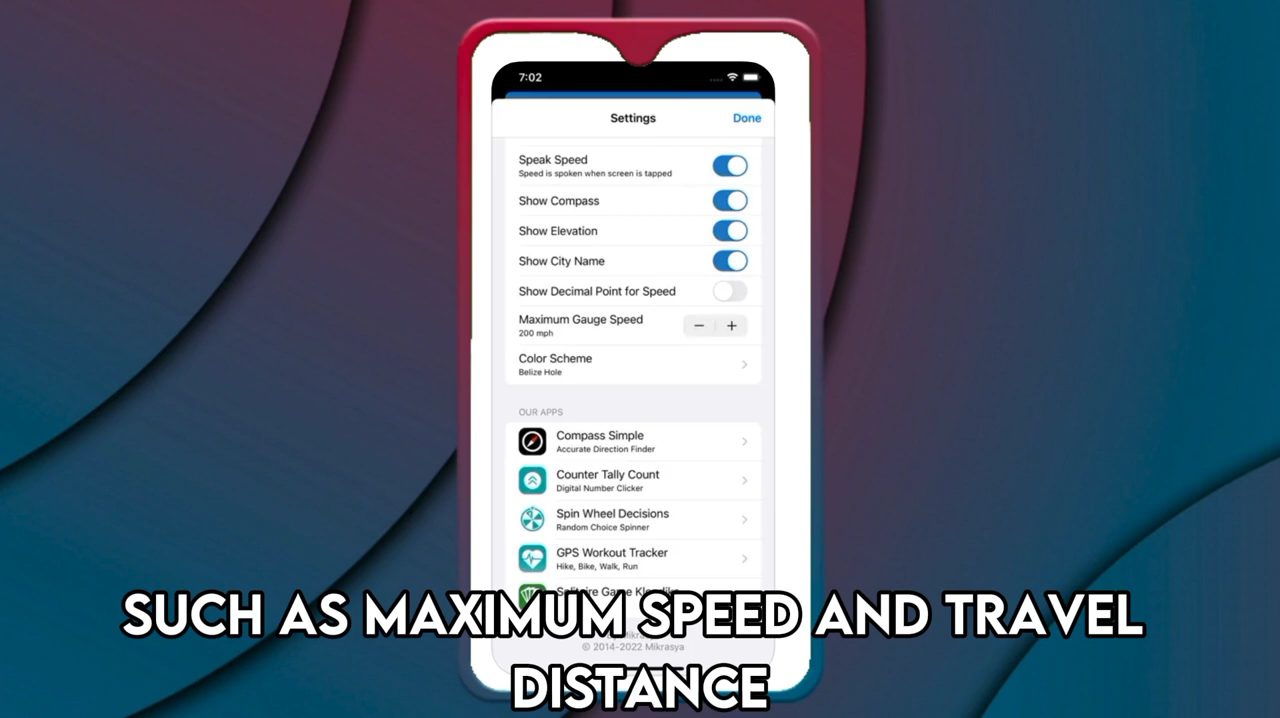 7:02
Settings
Done
Speak Speed
Speed is spoken when screen is tapped
Show Compass
Show Elevation
Show City Name
Show Decimal Point for Speed
Maximum Gauge Speed
200 mph
Color Scheme
Belize Hole
OUR APPS
Compass Simple
Accurate Direction Finder
Counter Tally Count
Digital Number Clicker
Spin Wheel Decisions
Random Choice Spinner
GPS Workout Tracker
Hike, Bike, Walk, Run
Solitaire Game
SUCH AS MAXIMUM SPEED AND TRAVEL
© 2014-2022 Mikrasya
DISTANCE